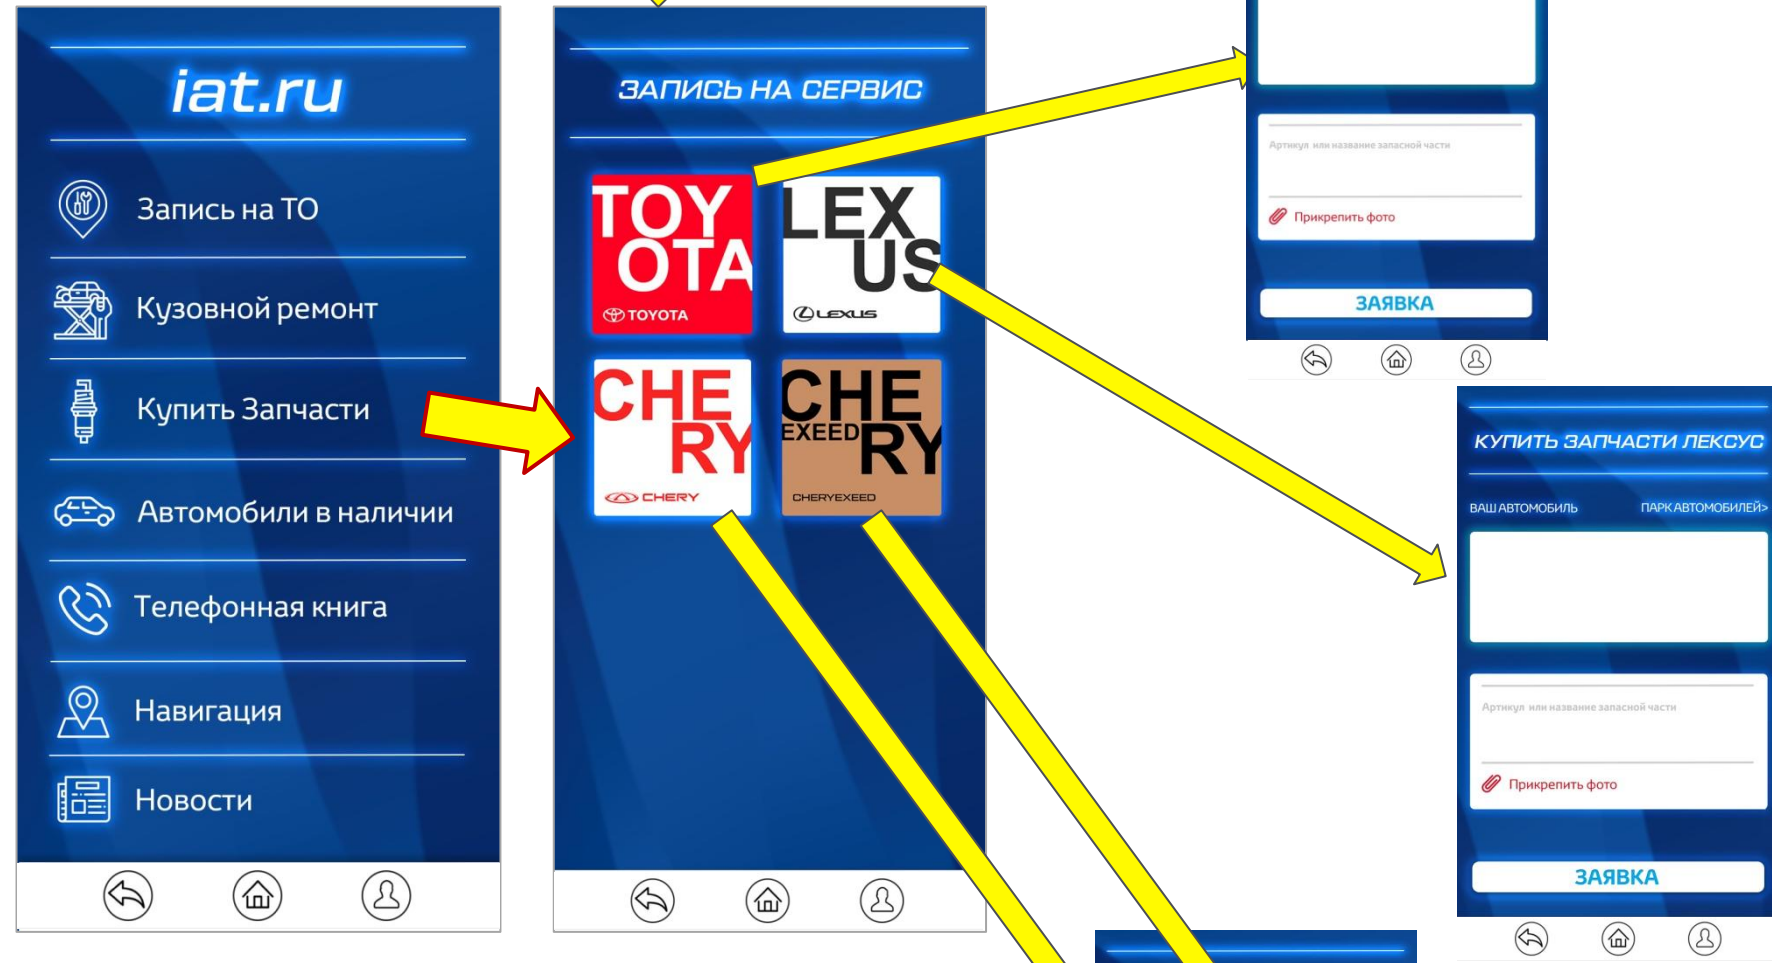 iat.ru
Запись на ТО
Кузовной ремонт
Купить Запчасти
Автомобили в наличии
Телефонная книга
Навигация
Новости
ЗАПИСЬ НА СЕРВИС
TOY
OTA
TOYOTA
LEX
US
LEXUS
CHE
RY
CHERY
CHE
EXEED RY
CHERYEXEED
Артикул или название запасной части
Прикрепить фото
ЗАЯВКА
КУПИТЬ ЗАПЧАСТИ ЛЕКСУС
ВАШ АВТОМОБИЛЬ ПАРК АВТОМОБИЛЕЙ>
Артикул или название запасной части
Прикрепить фото
ЗАЯВКА